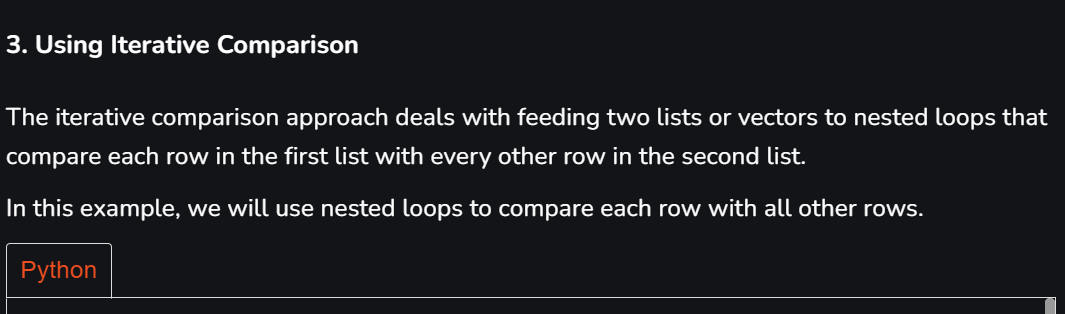 3. Using Iterative Comparison
The iterative comparison approach deals with feeding two lists or vectors to nested loops that
compare each row in the first list with every other row in the second list.
In this example, we will use nested loops to compare each row with all other rows.
Python